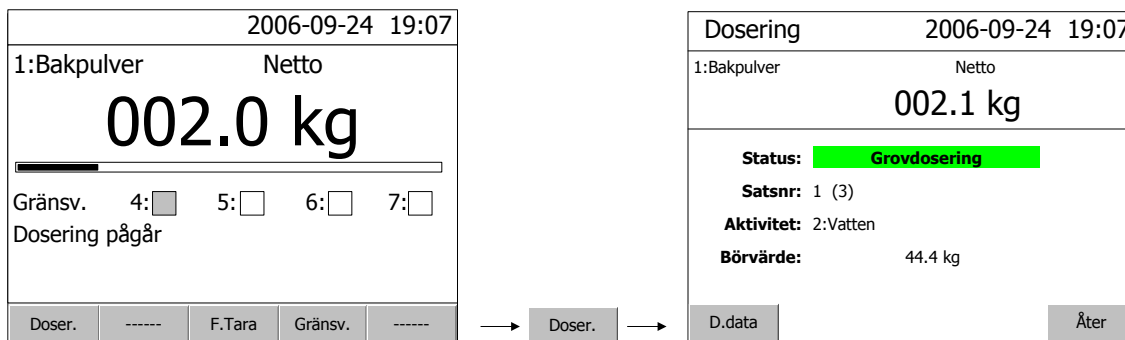 2006-09-24 19:07
1:Bakpulver Netto
002.0 kg
Gränsv. 4: 5: 6: 7:
Dosering pågår
Doser. ------ F.Tara Gränsv. ------
Doser.
Dosering 2006-09-24 19:07
1:Bakpulver Netto
002.1 kg
Status: Grovdosering
Satsnr: 1 (3)
Aktivitet: 2:Vatten
Börvärde: 44.4 kg
D.data Åter